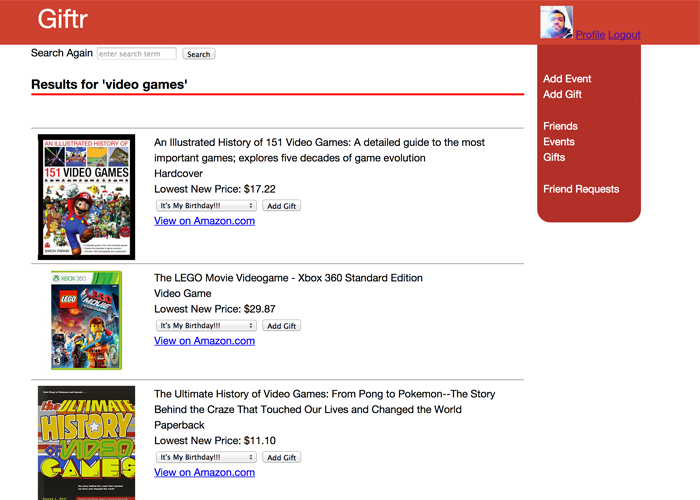 Giftr
Profile Logout
Search Again enter search term Search
Results for 'video games'
Add Event
Add Gift
Friends
Events
Gifts
Friend Requests
AN ILLUSTRATED HISTORY OF
151 VIDEO GAMES
An Illustrated History of 151 Video Games: A detailed guide to the most
important games; explores five decades of game evolution
Hardcover
Lowest New Price: $17.22
It's My Birthday!!! Add Gift
View on Amazon.com
XBOX 360
LEGO
MOVIE
The LEGO Movie Videogame - Xbox 360 Standard Edition
Video Game
Lowest New Price: $29.87
It's My Birthday!!! Add Gift
View on Amazon.com
the ULTIMATE
HISTORY
of VIDEO
GAMES
The Ultimate History of Video Games: From Pong to Pokemon--The Story
Behind the Craze That Touched Our Lives and Changed the World
Paperback
Lowest New Price: $11.10
It's My Birthday!!! Add Gift
View on Amazon.com